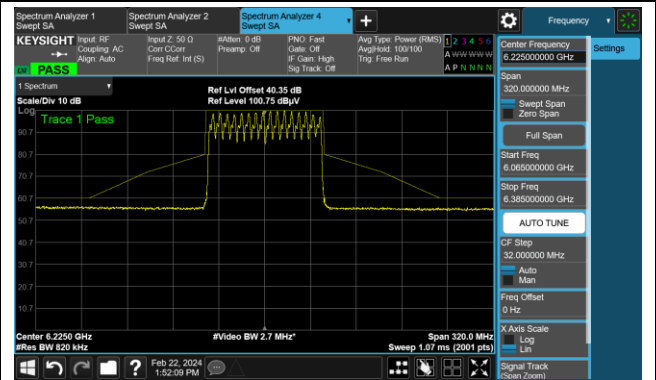 Spectrum Analyzer 1
Swept SA
Spectrum Analyzer 2
Swept SA
Spectrum Analyzer 4
Swept SA
Frequency
KEYSIGHT
Input: RF
Coupling: AC
Align: Auto
Input Z: 50 Ω
Corr CCorr
Freq Ref: Int (S)
#Atten: 0 dB
Preamp: Off
PNO: Fast
Gate: Off
IF Gain: High
Sig Track: Off
Avg Type: Power (RMS)
Avg|Hold: 100/100
Trig: Free Run
1 2 3 4 5 6
A W W W W W
A P N N N N
PASS
1 Spectrum
Scale/Div 10 dB
Ref Lvl Offset 40.35 dB
Ref Level 100.75 dBµV
Log
Trace 1 Pass
90.7
80.7
70.7
60.7
50.7
40.7
30.7
20.7
10.7
Center 6.2250 GHz
#Res BW 820 kHz
#Video BW 2.7 MHz*
Span 320.0 MHz
Sweep 1.07 ms (2001 pts)
Center Frequency
6.225000000 GHz
Settings
Span
320.000000 MHz
Swept Span
Zero Span
Full Span
Start Freq
6.065000000 GHz
Stop Freq
6.385000000 GHz
AUTO TUNE
CF Step
32.000000 MHz
Auto
Man
Freq Offset
0 Hz
X Axis Scale
Log
Lin
Signal Track
(Span Zoom)
?
Feb 22, 2024
1:52:09 PM